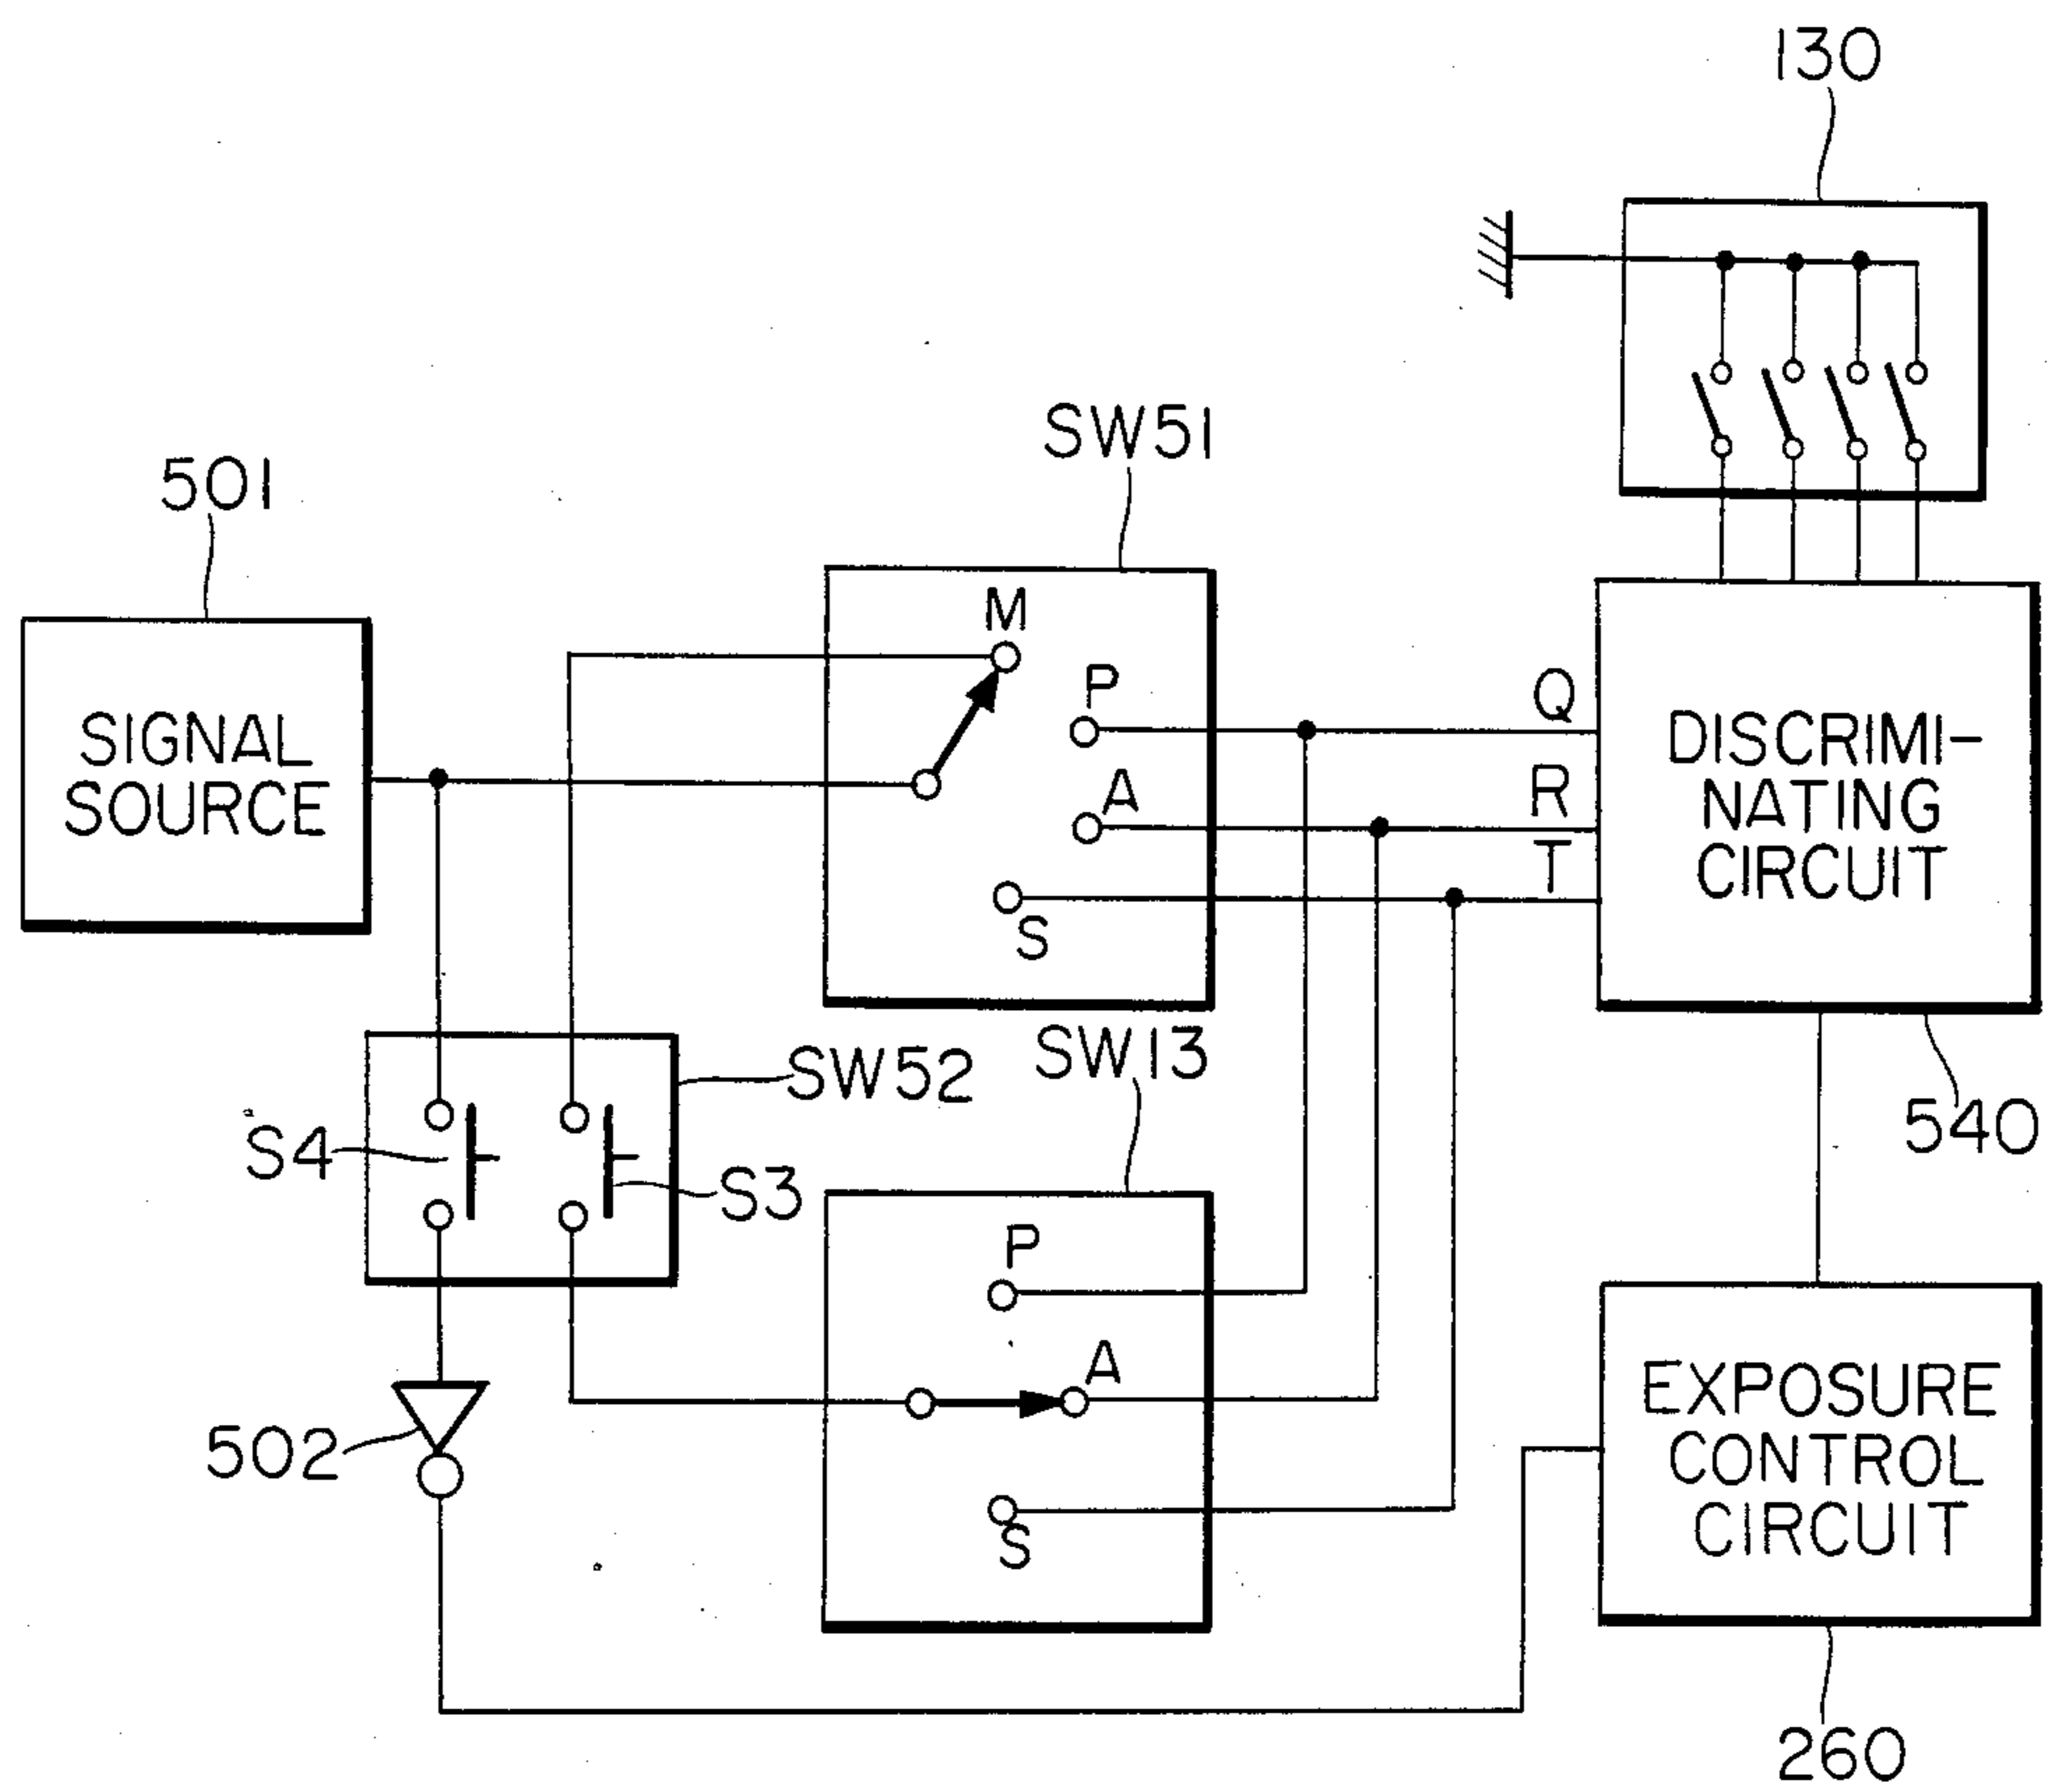 130
SW51
501
M
P
Q
A
R
T
S
SIGNAL
SOURCE
DISCRIMI-
NATING
CIRCUIT
SW13
SW52
540
S4
S3
P
A
S
502
EXPOSURE
CONTROL
CIRCUIT
260